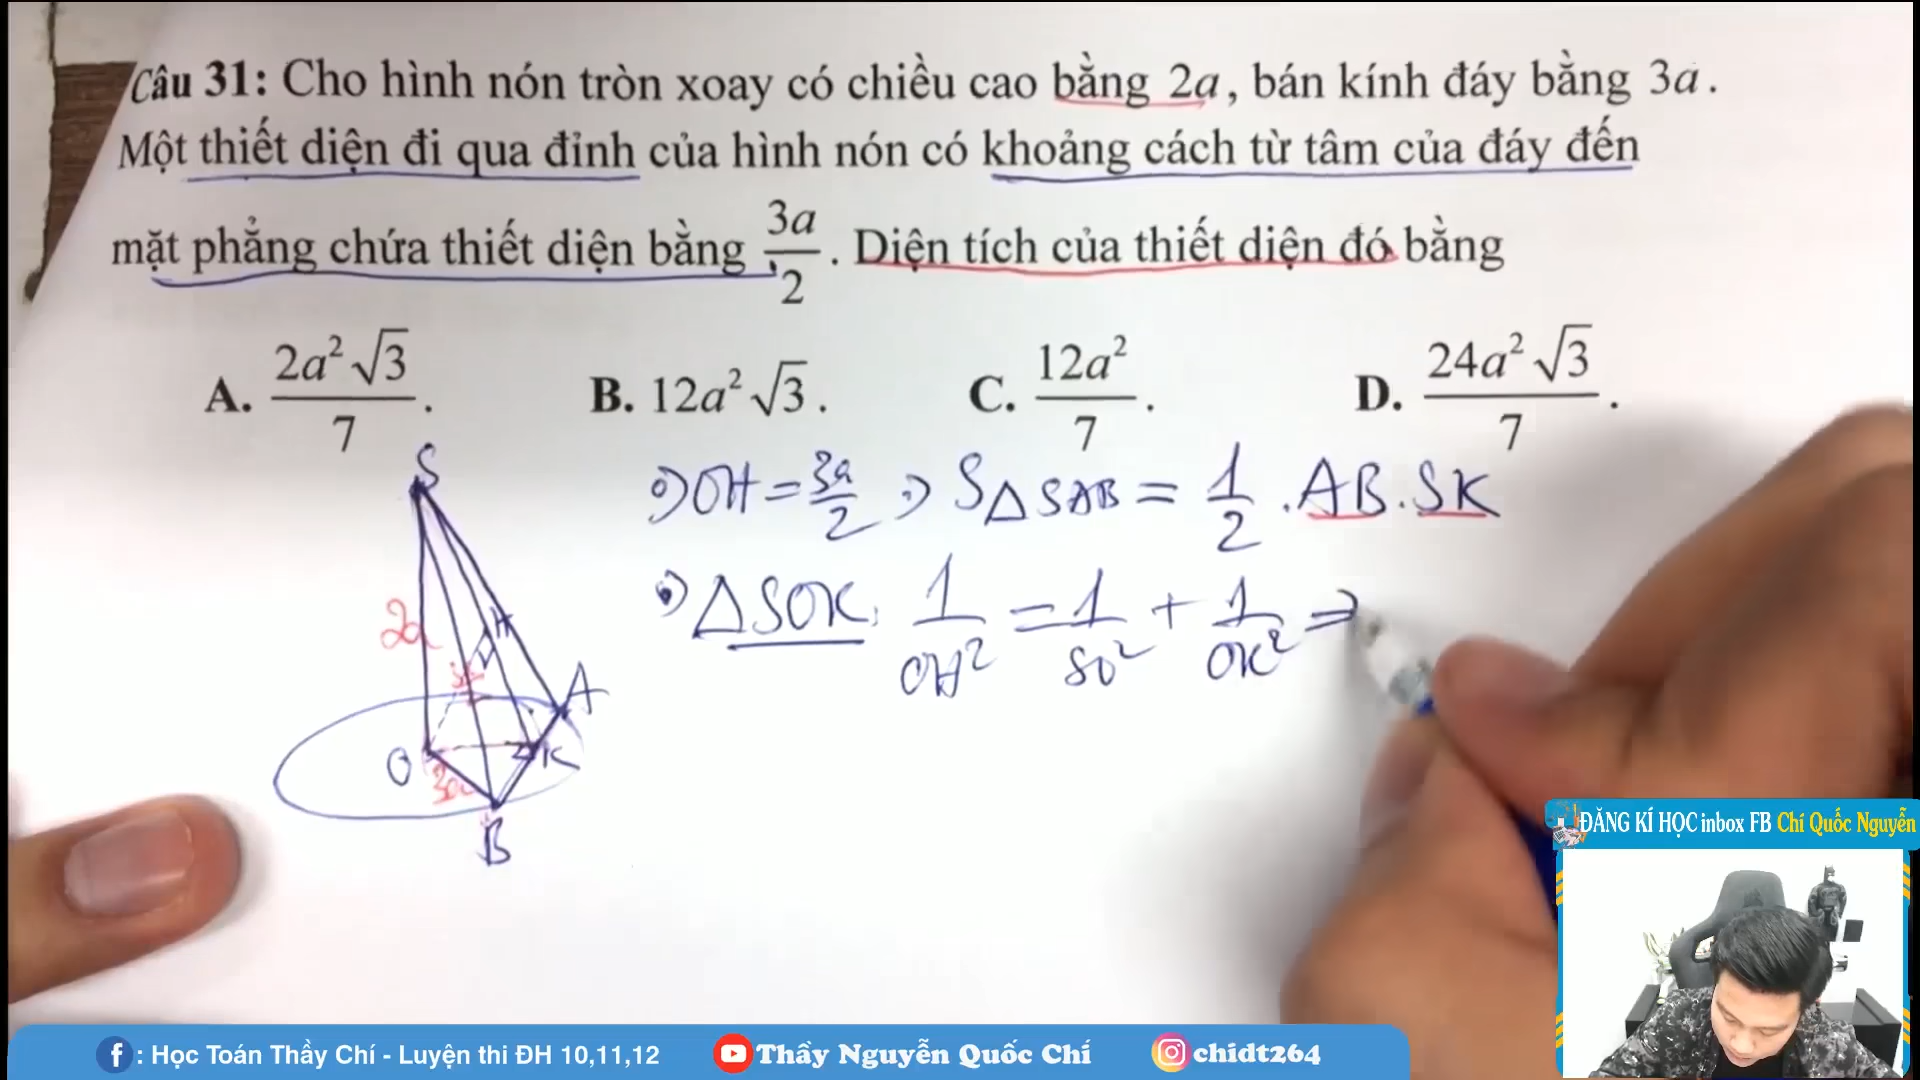 Câu 31: Cho hình nón tròn xoay có chiều cao bằng 2a, bán kính đáy bằng 3a.
Một thiết diện đi qua đỉnh của hình nón có khoảng cách từ tâm của đáy đến
mặt phẳng chứa thiết diện bằng 3a/2. Diện tích của thiết diện đó bằng
A. 2a²√3/7. B. 12a²√3. C. 12a²/7. D. 24a²√3/7.
OH = 3a/2 S△SAB = 1/2 . AB . SK
△SOK: 1/OH² = 1/SO² + 1/OK² ⇒
S
2a
H
A
O
K
3a
B
ĐĂNG KÍ HỌC inbox FB Chí Quốc Nguyễn
: Học Toán Thầy Chí - Luyện thi ĐH 10,11,12
Thầy Nguyễn Quốc Chí
chidt264